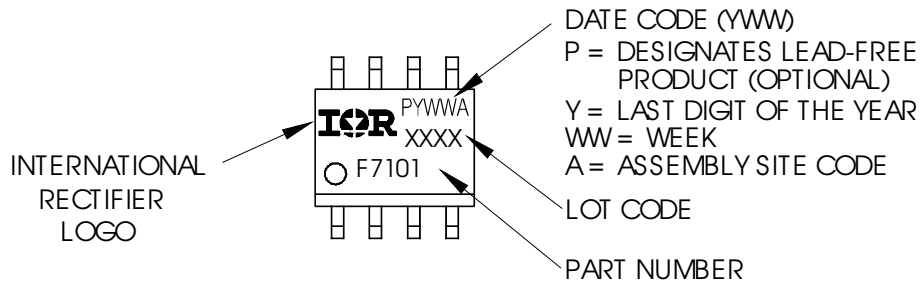 DATE CODE (YWW)
P = DESIGNATES LEAD-FREE
PRODUCT (OPTIONAL)
Y = LAST DIGIT OF THE YEAR
WW = WEEK
A = ASSEMBLY SITE CODE
LOT CODE
PART NUMBER
INTERNATIONAL
RECTIFIER
LOGO
IOR
PYWWA
XXXX
F7101